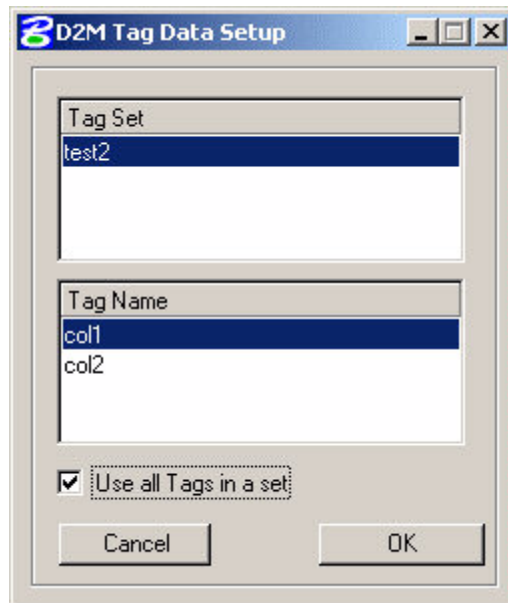 D2M Tag Data Setup
Tag Set
test2
Tag Name
col1
col2
Use all Tags in a set
Cancel OK